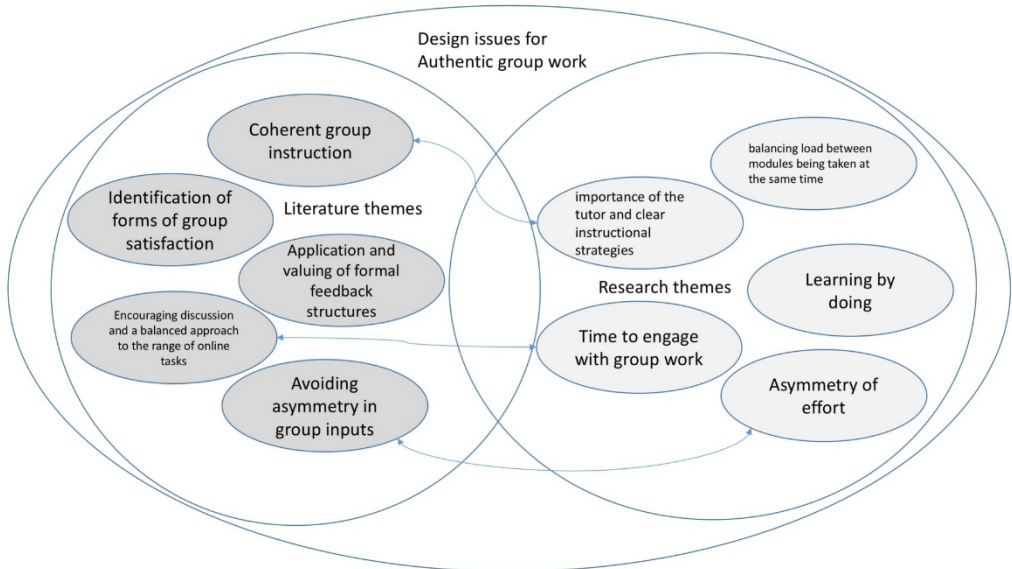 Design issues for
Authentic group work
Coherent group
instruction
Identification of
forms of group
satisfaction
Literature themes
Application and
valuing of formal
feedback
structures
Encouraging discussion
and a balanced approach
to the range of online
tasks
Avoiding
asymmetry in
group inputs
balancing load between
modules being taken at
the same time
importance of the
tutor and clear
instructional
strategies
Research themes
Learning by
doing
Time to engage
with group work
Asymmetry of
effort